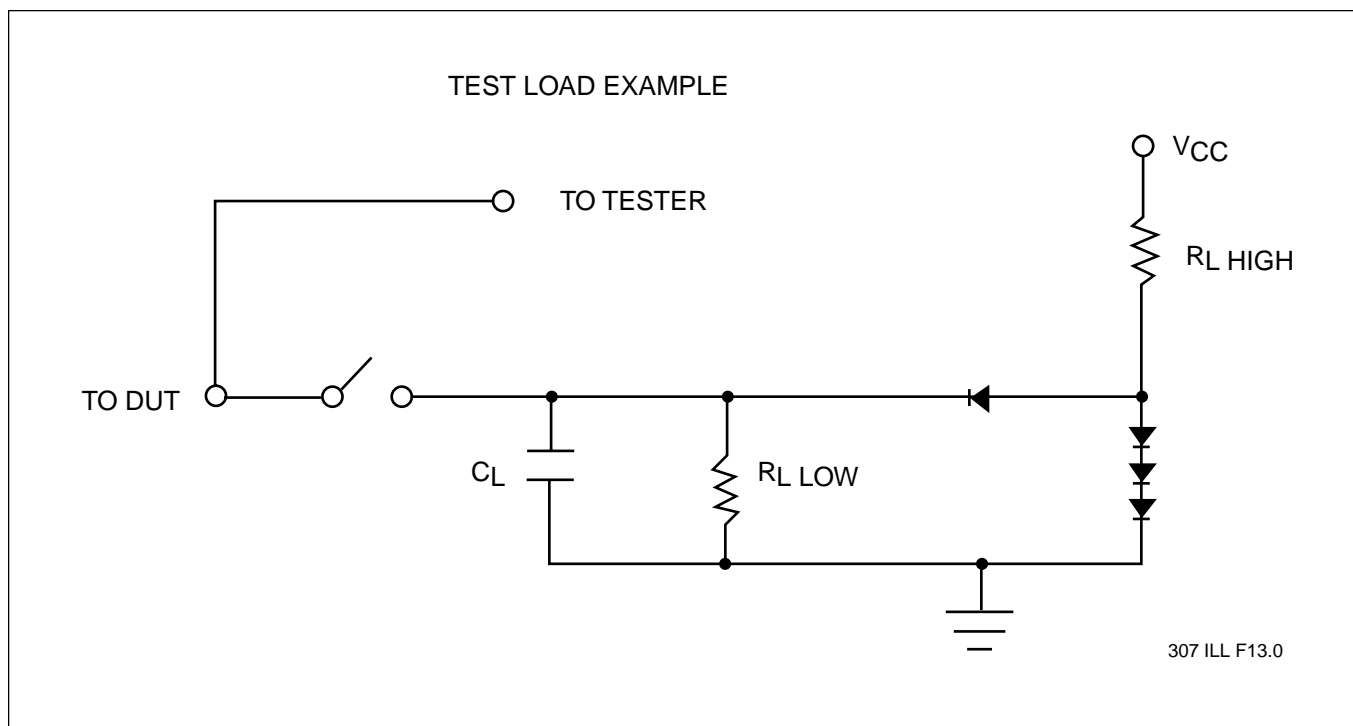 TEST LOAD EXAMPLE
VCC
TO TESTER
RL HIGH
TO DUT
CL
RL LOW
307 ILL F13.0